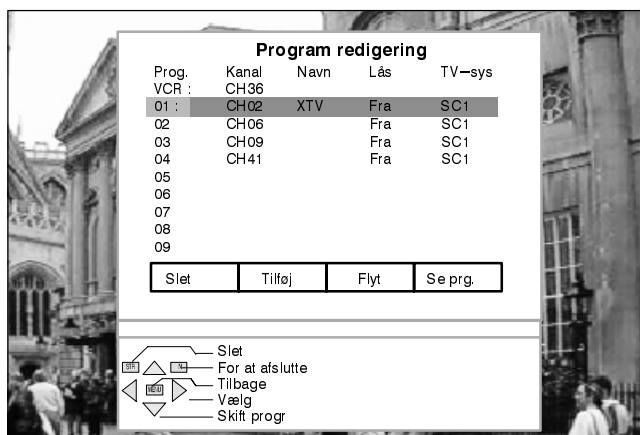 Program redigering
Prog. Kanal Navn Lås TV-sys
VCR : CH36
01 : CH02 XTV Fra SC1
02 CH06 Fra SC1
03 CH09 Fra SC1
04 CH41 Fra SC1
05
06
07
08
09
Slet Tilføj Flyt Se prg.
Slet
STR N For at afslutte
Tilbage
MENU Vælg
Skift progr